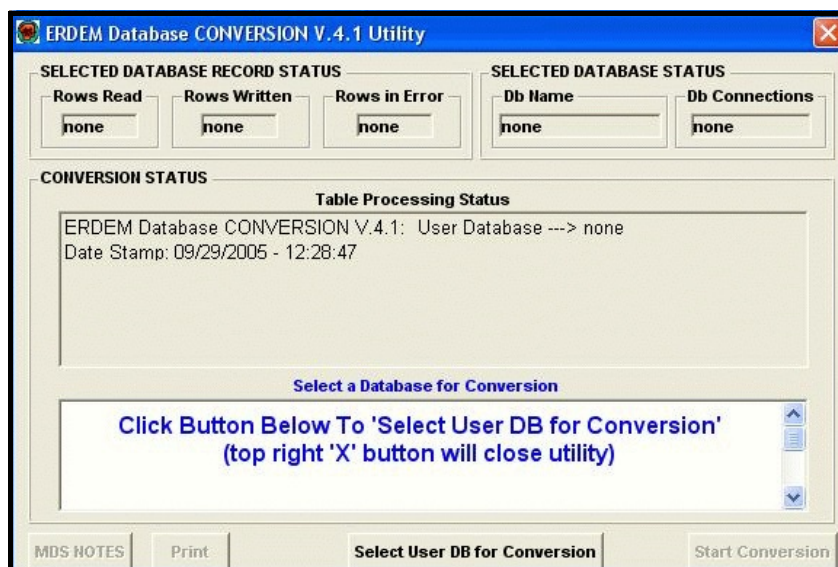 ERDEM Database CONVERSION V.4.1 Utility
SELECTED DATABASE RECORD STATUS
Rows Read
Rows Written
Rows in Error
none
none
none
SELECTED DATABASE STATUS
Db Name
Db Connections
none
none
CONVERSION STATUS
Table Processing Status
ERDEM Database CONVERSION V.4.1:  User Database ---> none
Date Stamp: 09/29/2005 - 12:28:47
Select a Database for Conversion
Click Button Below To 'Select User DB for Conversion'
(top right 'X' button will close utility)
MDS NOTES
Print
Select User DB for Conversion
Start Conversion